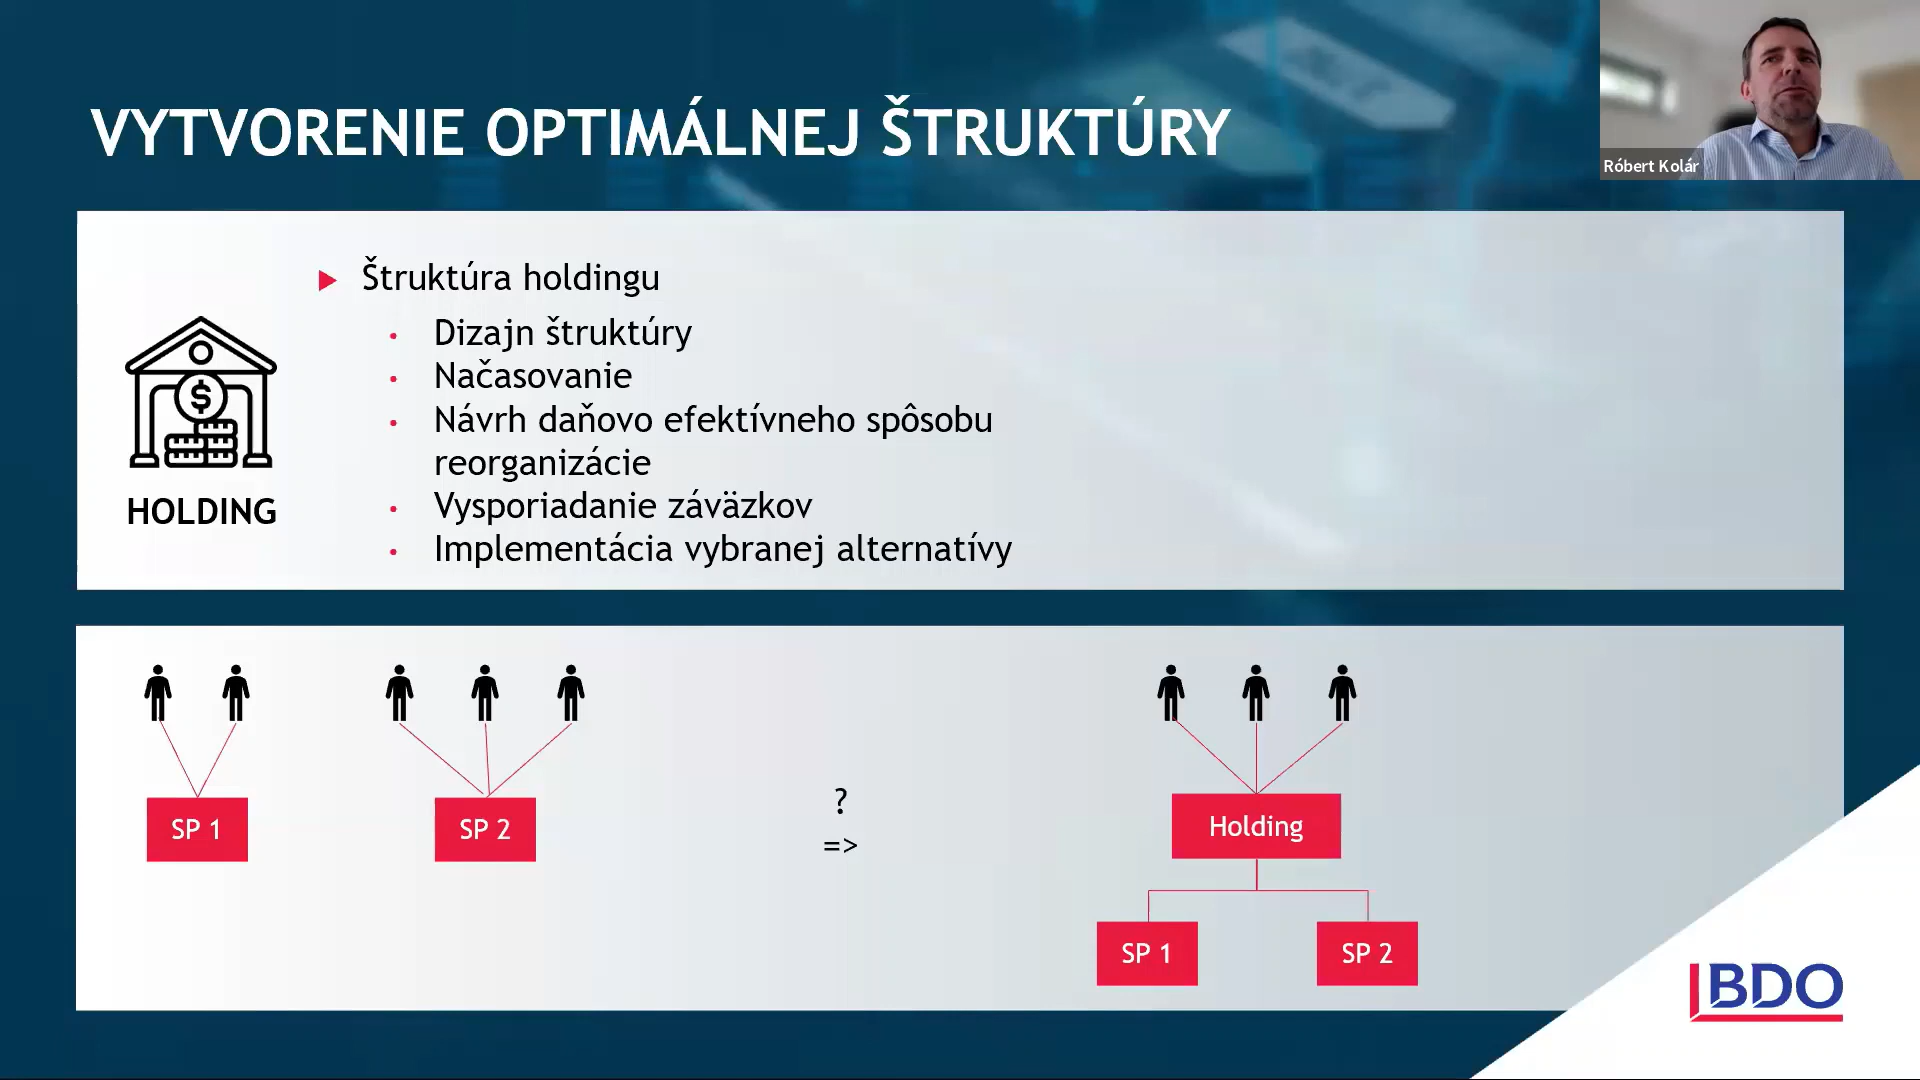 VYTVORENIE OPTIMÁLNEJ ŠTRUKTÚRY
Róbert Kolár
Štruktúra holdingu
Dizajn štruktúry
Načasovanie
Návrh daňovo efektívneho spôsobu
reorganizácie
Vysporiadanie záväzkov
Implementácia vybranej alternatívy
$
HOLDING
SP 1
SP 2
?
=>
Holding
SP 1
SP 2
BDO